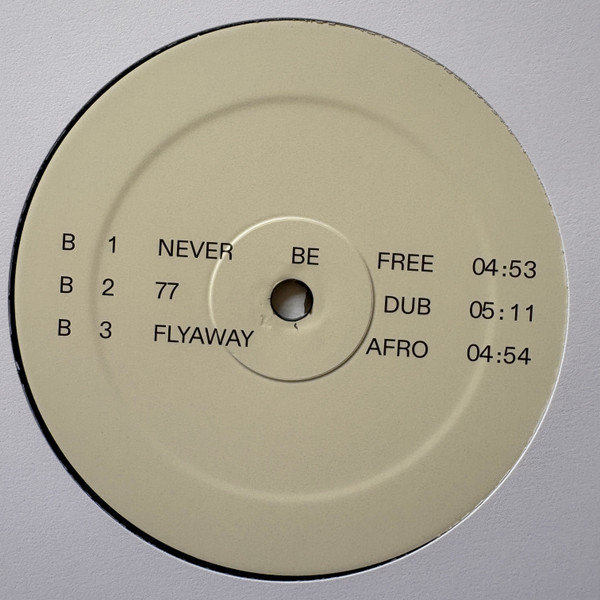 B 1 NEVER BE FREE 04:53
B 2 77 DUB 05:11
B 3 FLYAWAY AFRO 04:54